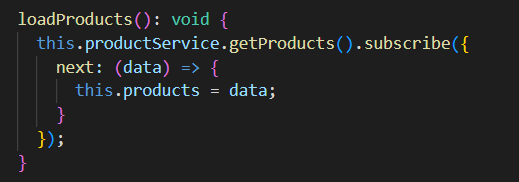 loadProducts(): void {
  this.productService.getProducts().subscribe({
    next: (data) => {
      this.products = data;
    }
  });
}